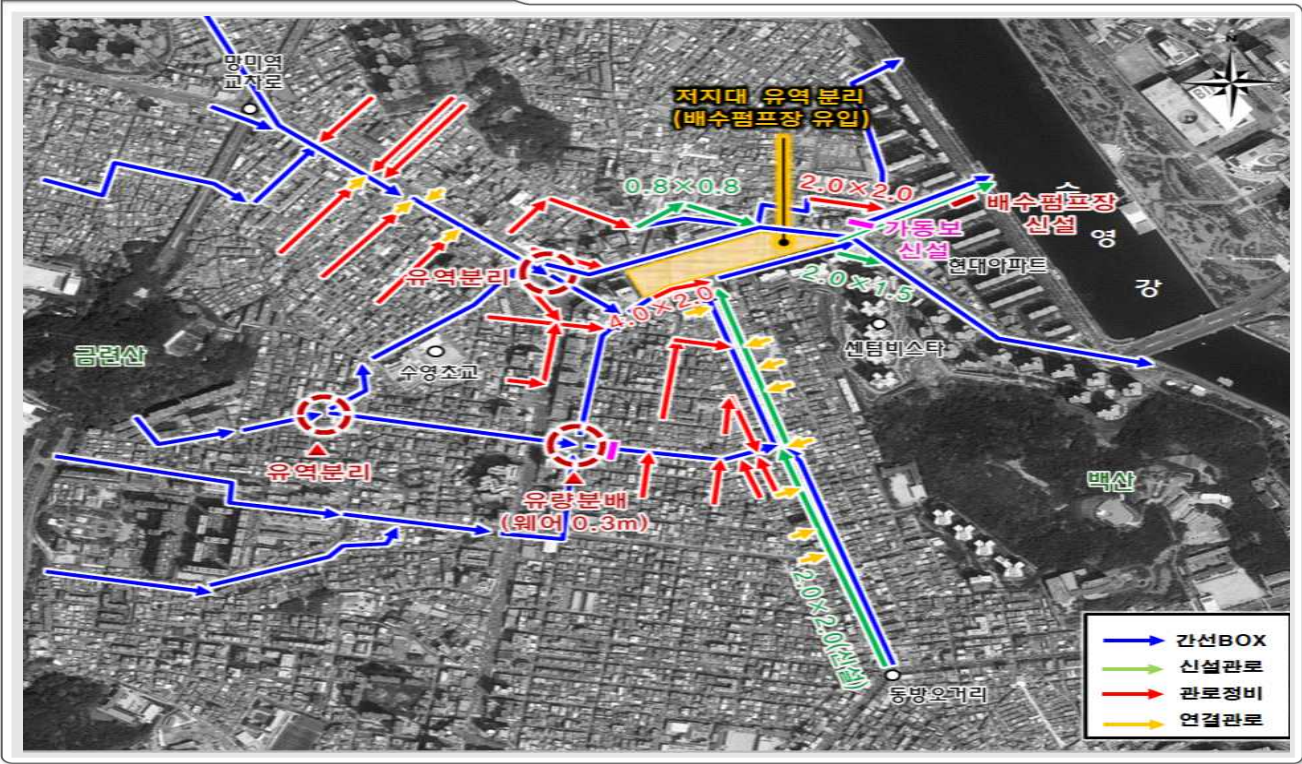 망미역
교차로
N
저지대 유역 분리
(배수펌프장 유입)
0.8×0.8
2.0×2.0
배수펌프장
신설
가동보
신설
수
영
강
현대아파트
2.0×1.5
유역분리
4.0×2.0
센텀비스타
금련산
수영초교
유역분리
유량분배
(웨어 0.3m)
백산
2.0×2.0(신설)
동방오거리
간선BOX
신설관로
관로정비
연결관로